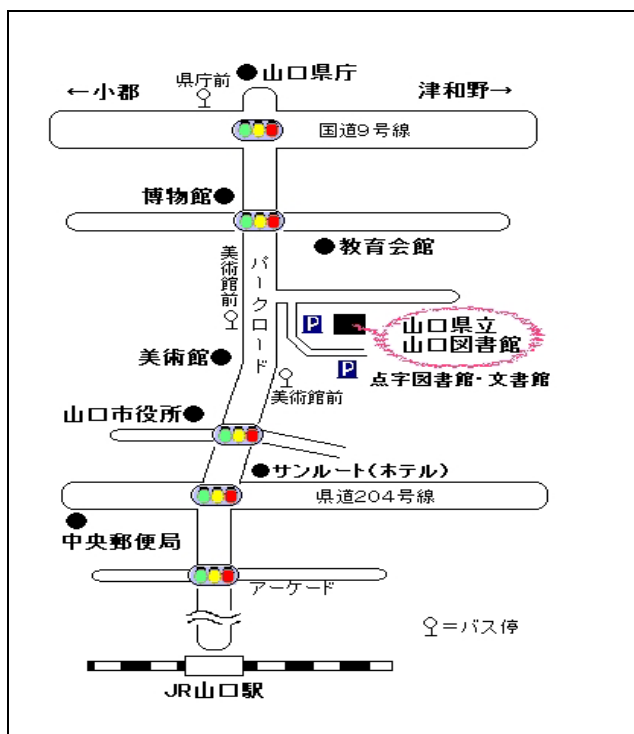 ●山口県庁
県庁前
←小郡
津和野→
国道9号線
博物館●
●教育会館
美術館前
パークロード
P
山口県立
山口図書館
美術館●
P
点字図書館・文書館
美術館前
山口市役所●
●サンルート(ホテル)
県道204号線
中央郵便局
アーケード
=バス停
JR山口駅